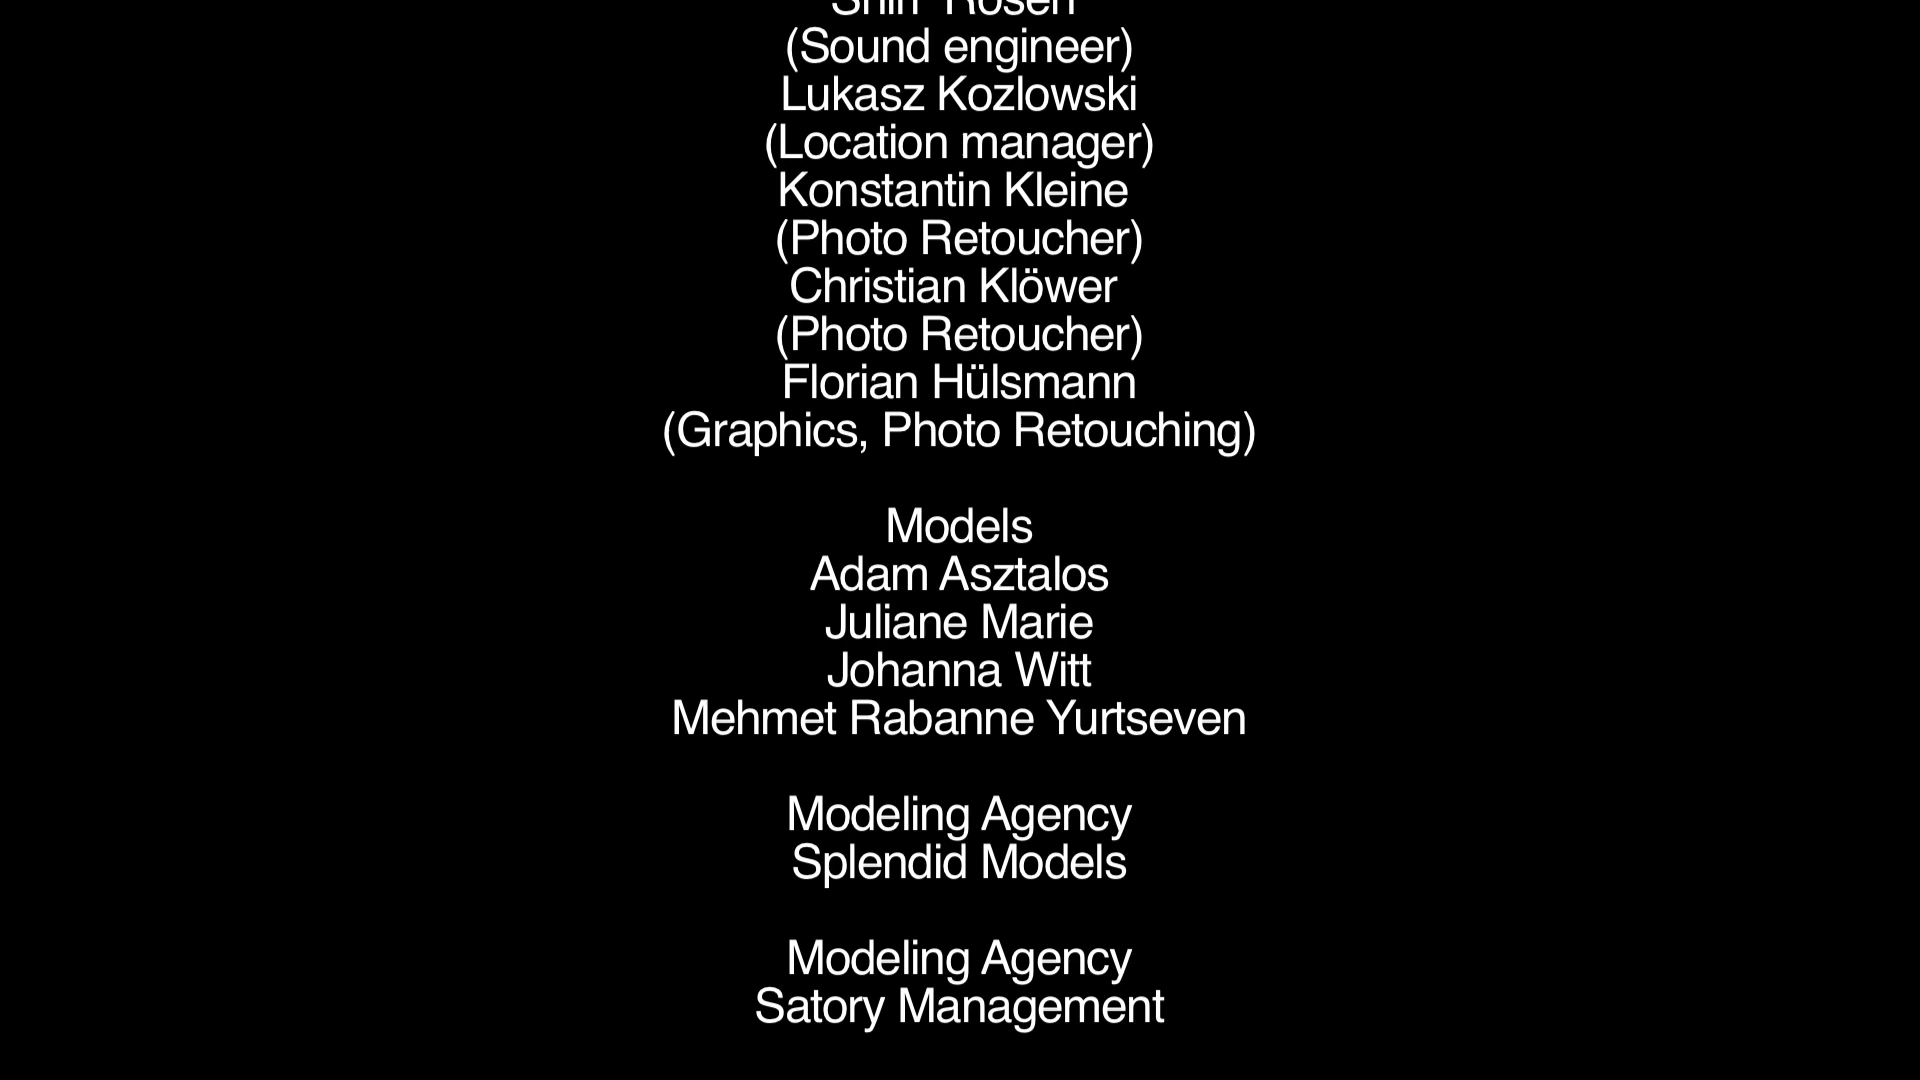 Rosen
(Sound engineer)
Lukasz Kozlowski
(Location manager)
Konstantin Kleine
(Photo Retoucher)
Christian Klöwer
(Photo Retoucher)
Florian Hülsmann
(Graphics, Photo Retouching)
Models
Adam Asztalos
Juliane Marie
Johanna Witt
Mehmet Rabanne Yurtseven
Modeling Agency
Splendid Models
Modeling Agency
Satory Management